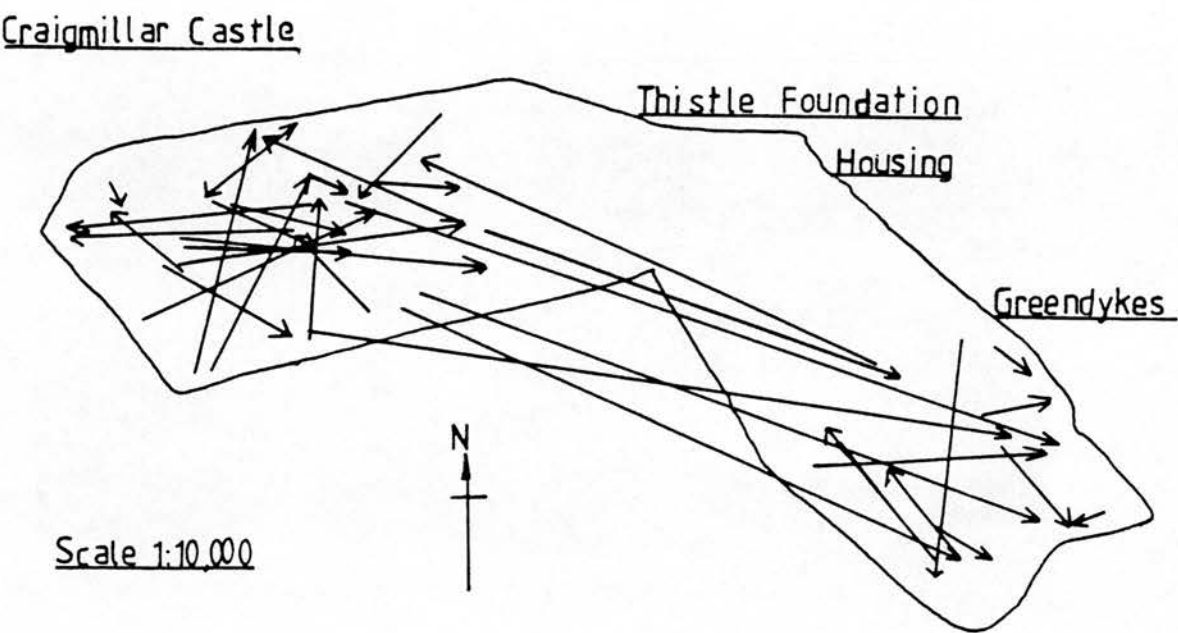 Craigmillar Castle
Thistle Foundation
Housing
Greendykes
N
Scale 1:10,000